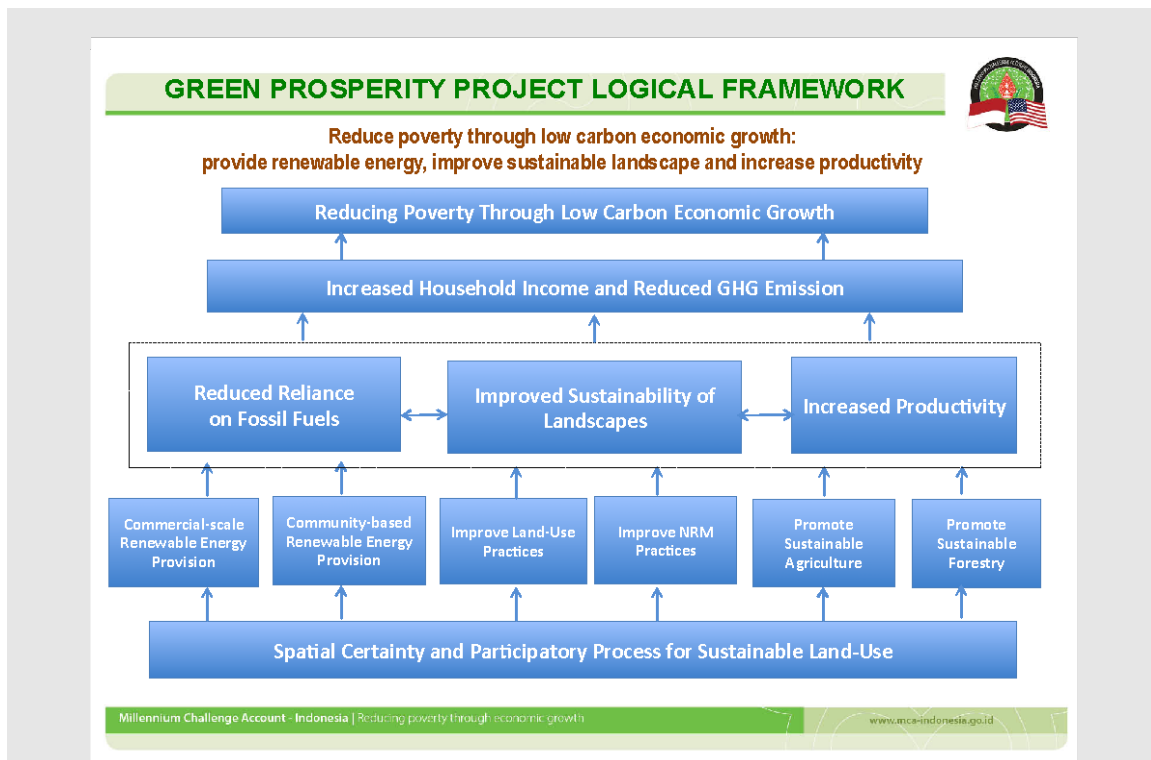 GREEN PROSPERITY PROJECT LOGICAL FRAMEWORK
Reduce poverty through low carbon economic growth:
provide renewable energy, improve sustainable landscape and increase productivity
Reducing Poverty Through Low Carbon Economic Growth
Increased Household Income and Reduced GHG Emission
Reduced Reliance
on Fossil Fuels
Improved Sustainability of
Landscapes
Increased Productivity
Commercial-scale
Renewable Energy
Provision
Community-based
Renewable Energy
Provision
Improve Land-Use
Practices
Improve NRM
Practices
Promote
Sustainable
Agriculture
Promote
Sustainable
Forestry
Spatial Certainty and Participatory Process for Sustainable Land-Use
Millennium Challenge Account - Indonesia | Reducing poverty through economic growth
www.mca-indonesia.go.id